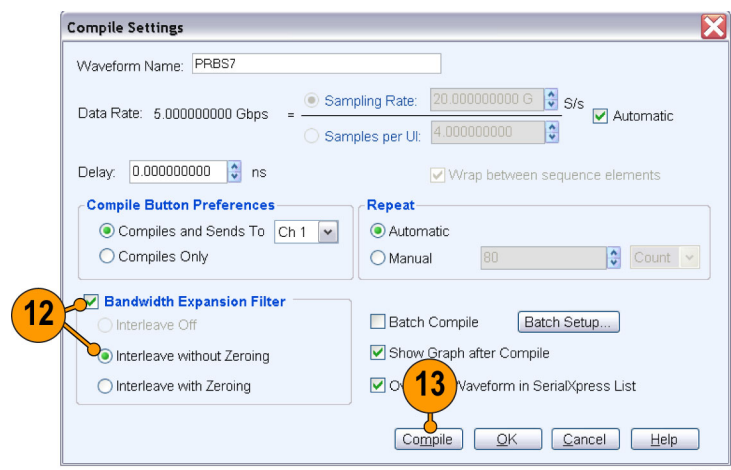 Compile Settings
Waveform Name: PRBS7
Data Rate: 5.000000000 Gbps = Sampling Rate: 20.000000000 G S/s Automatic
Samples per UI: 4.000000000
Delay: 0.000000000 ns Wrap between sequence elements
Compile Button Preferences Repeat
Compiles and Sends To Ch 1 Automatic
Compiles Only Manual 80 Count
12 Bandwidth Expansion Filter
Interleave Off Batch Compile Batch Setup...
Interleave without Zeroing Show Graph after Compile
Interleave with Zeroing 13 Waveform in SerialXpress List
Compile OK Cancel Help